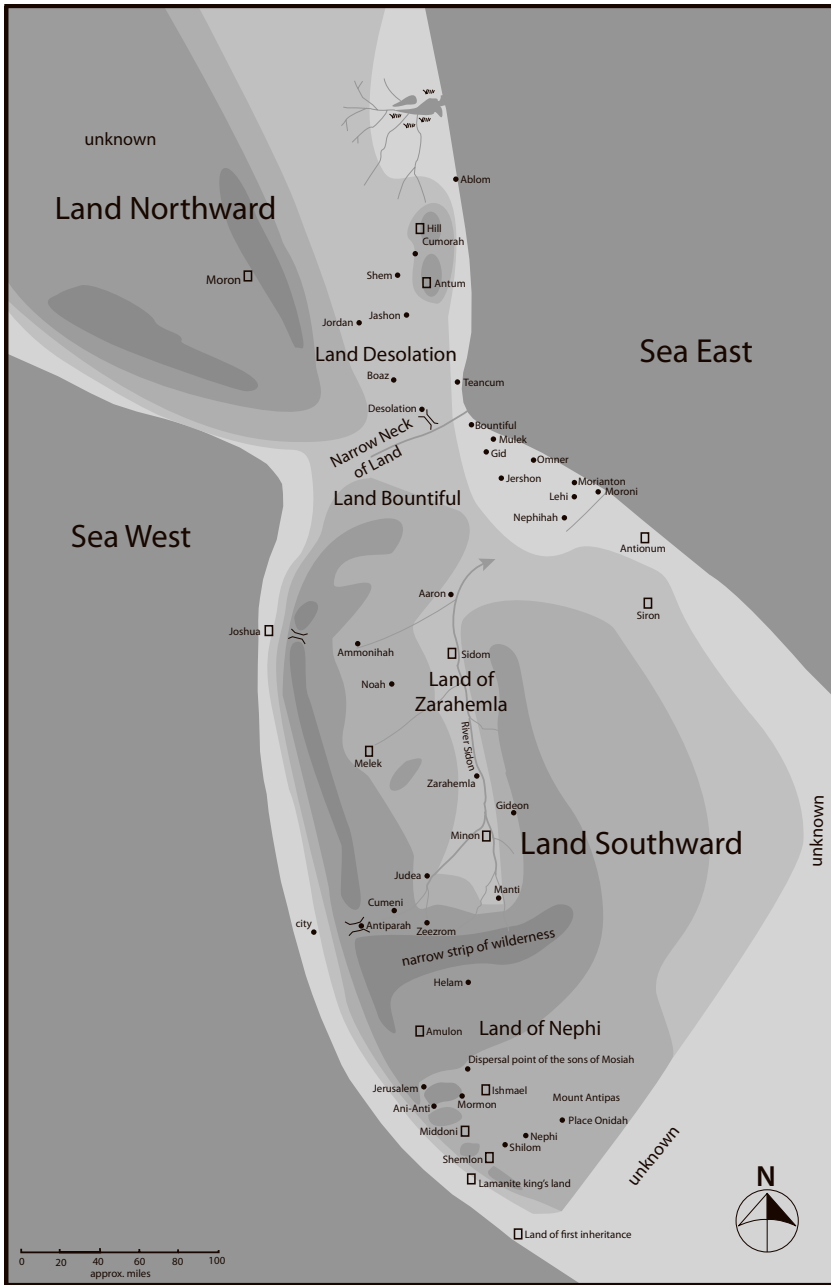 unknown
Land Northward
Ablom
Hill
Cumorah
Shem
Moron
Antum
Jordan
Jashon
Land Desolation
Sea East
Boaz
Teancum
Desolation
Narrow Neck
of Land
Bountiful
Mulek
Gid
Omner
Jershon
Morianton
Lehi
Moroni
Land Bountiful
Nephihah
Sea West
Antionum
Aaron
Siron
Joshua
Ammonihah
Sidom
Noah
Land of
Zarahemla
River Sidon
Melek
Zarahemla
Gideon
unknown
Minon
Land Southward
Judea
Manti
Cumeni
city
Antiparah
Zeezrom
narrow strip of wilderness
Helam
Amulon
Land of Nephi
Dispersal point of the sons of Mosiah
Jerusalem
Ishmael
Mormon
Mount Antipas
Ani-Anti
Place Onidah
Middoni
Nephi
Shilom
Shemlon
unknown
Lamanite king's land
N
Land of first inheritance
0 20 40 60 80 100
approx. miles